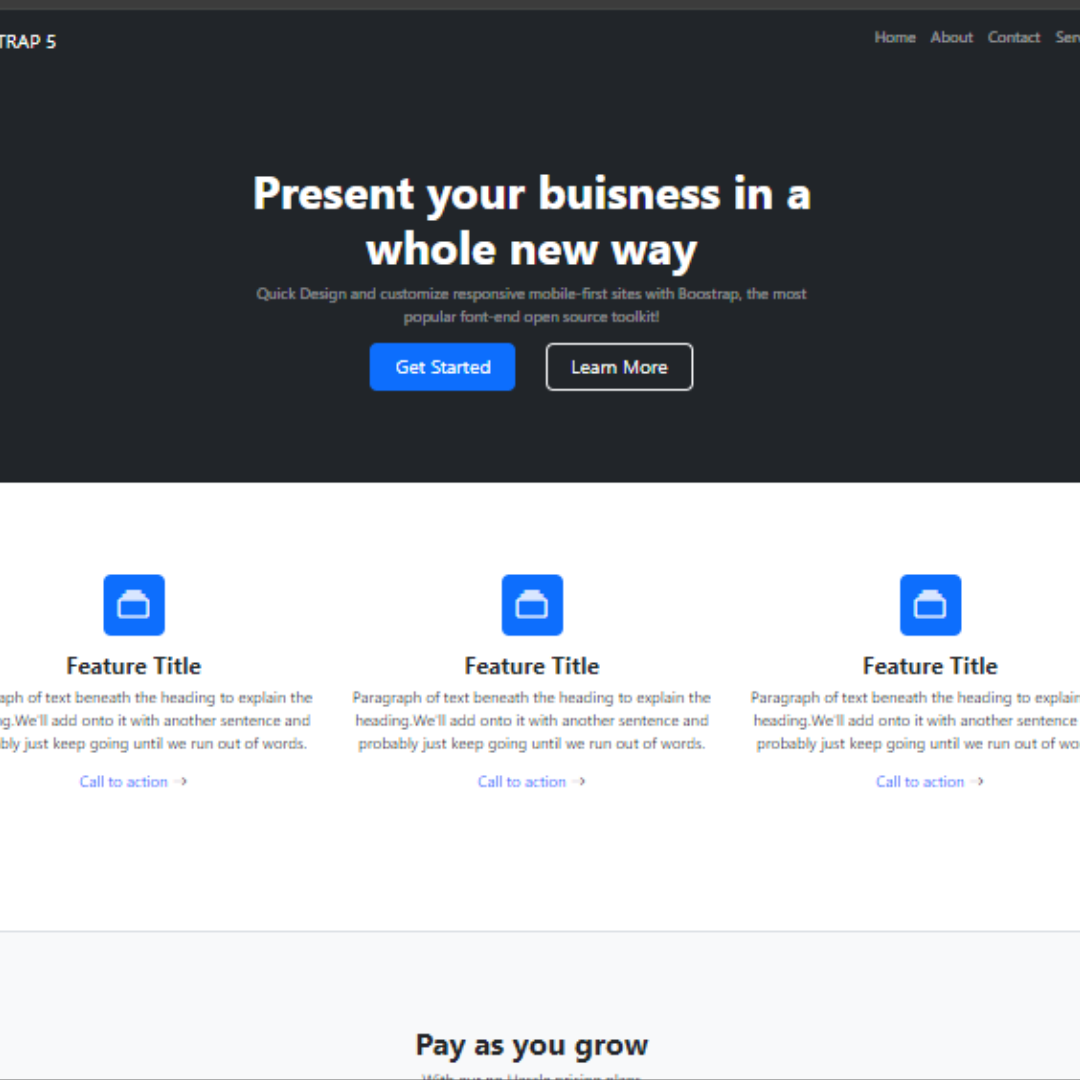 TRAP 5
Home About Contact Ser
Present your buisness in a
whole new way
Quick Design and customize responsive mobile-first sites with Boostrap, the most
popular font-end open source toolkit!
Get Started Learn More
Feature Title Feature Title Feature Title
aph of text beneath the heading to explain the Paragraph of text beneath the heading to explain the Paragraph of text beneath the heading to explain
g.We'll add onto it with another sentence and heading.We'll add onto it with another sentence and heading.We'll add onto it with another sentence
bly just keep going until we run out of words. probably just keep going until we run out of words. probably just keep going until we run out of wo
Call to action → Call to action → Call to action →
Pay as you grow
With our no Hassle pricing plans